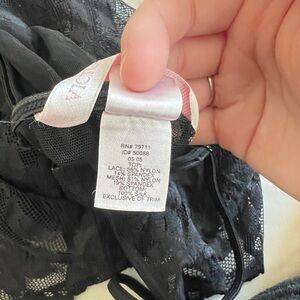 VICTO
RN# 79711
ID# 50088
05 05
TOP:
LACE: 86% NYLON
14% SPANDEX
MESH: 81% NYLON
19% SPANDEX
BOTTOM:
100% SILK
EXCLUSIVE OF TRIM